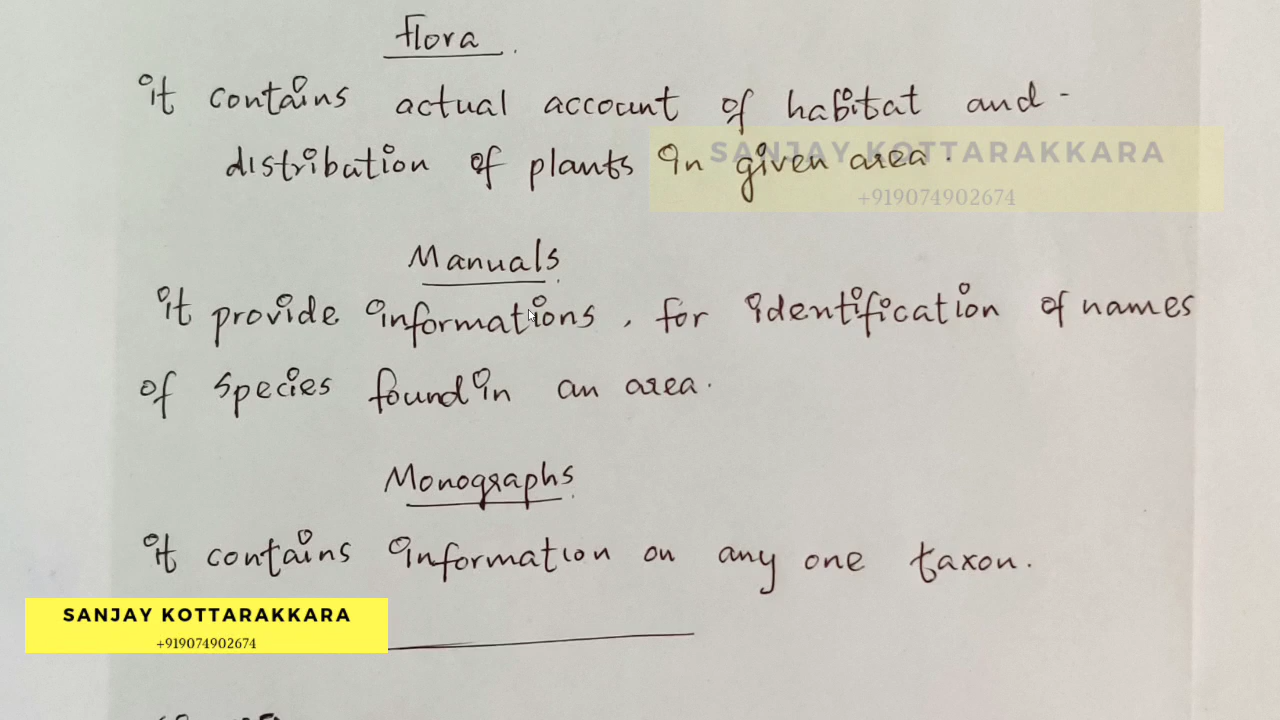 Flora.
it contains actual account of habitat and -
distribution of plants in given area.
SANJAY KOTTARAKKARA
+919074902674
Manuals.
it provide informations, for identification of names
of species found in an area.
Monographs.
it contains information on any one taxon.
SANJAY KOTTARAKKARA
+919074902674